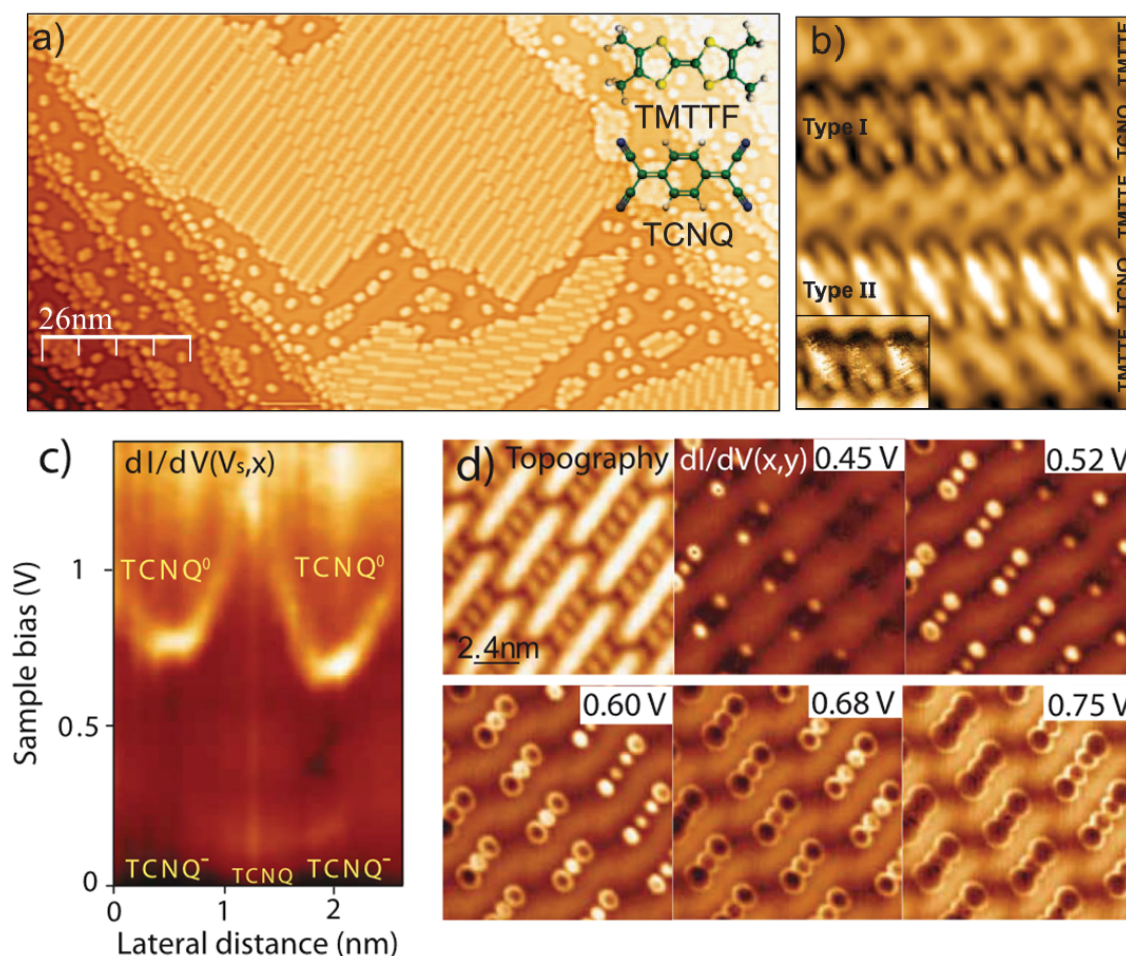 a)
TMTTF
TCNQ
26nm
b)
Type I
Type II
TMTTF
TCNQ
TMTTF
TCNQ
TMTTF
c)
dI/dV(Vs,x)
TCNQ⁰
TCNQ⁰
TCNQ⁻
TCNQ
TCNQ⁻
1
0.5
0
Sample bias (V)
0
1
2
Lateral distance (nm)
d)
Topography
2.4nm
dI/dV(x,y)
0.45 V
0.52 V
0.60 V
0.68 V
0.75 V